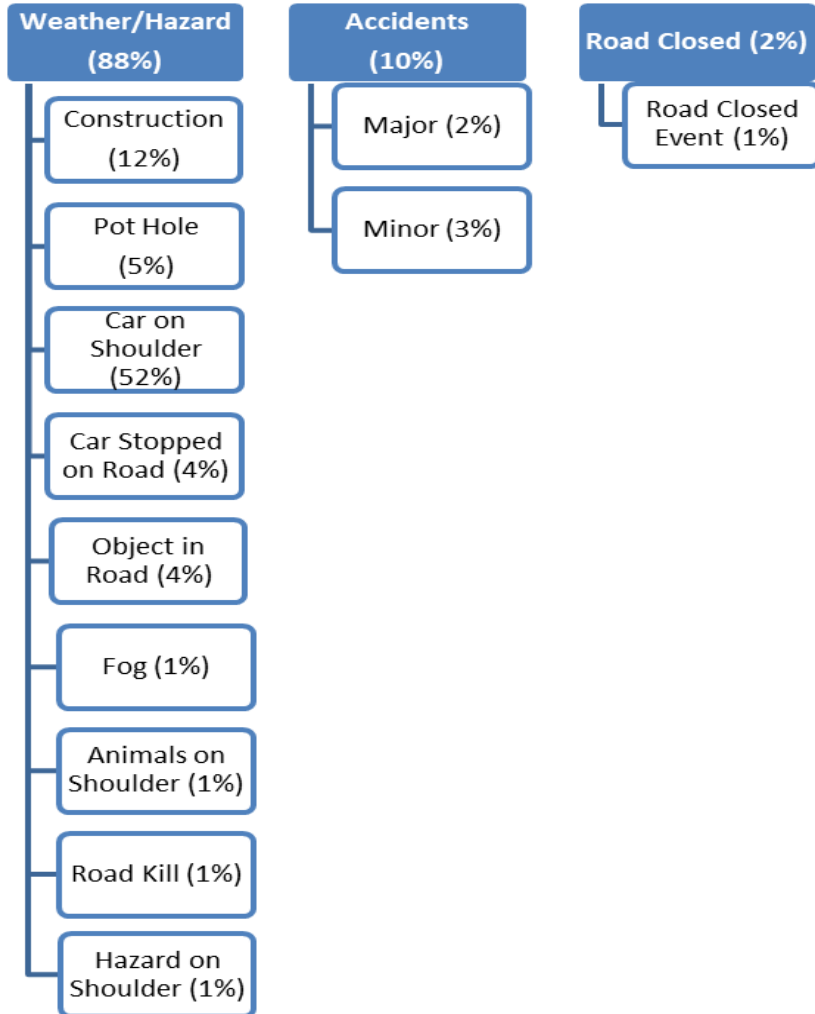 Weather/Hazard
(88%)
Construction
(12%)
Pot Hole
(5%)
Car on
Shoulder
(52%)
Car Stopped
on Road (4%)
Object in
Road (4%)
Fog (1%)
Animals on
Shoulder (1%)
Road Kill (1%)
Hazard on
Shoulder (1%)
Accidents
(10%)
Major (2%)
Minor (3%)
Road Closed (2%)
Road Closed
Event (1%)